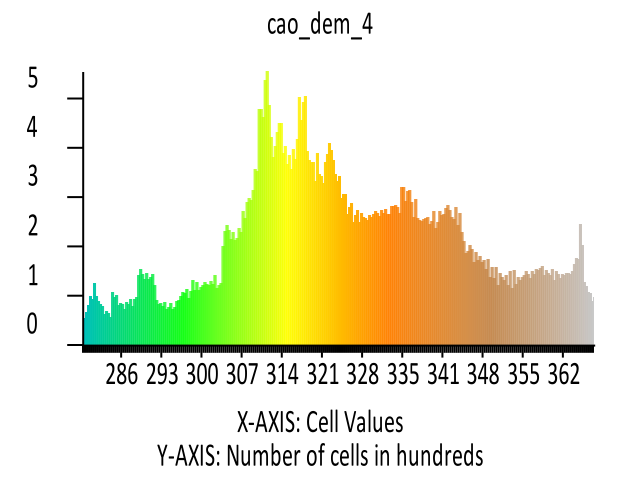 cao_dem_4
5
4
3
2
1
0
286 293 300 307 314 321 328 335 341 348 355 362
X-AXIS: Cell Values
Y-AXIS: Number of cells in hundreds